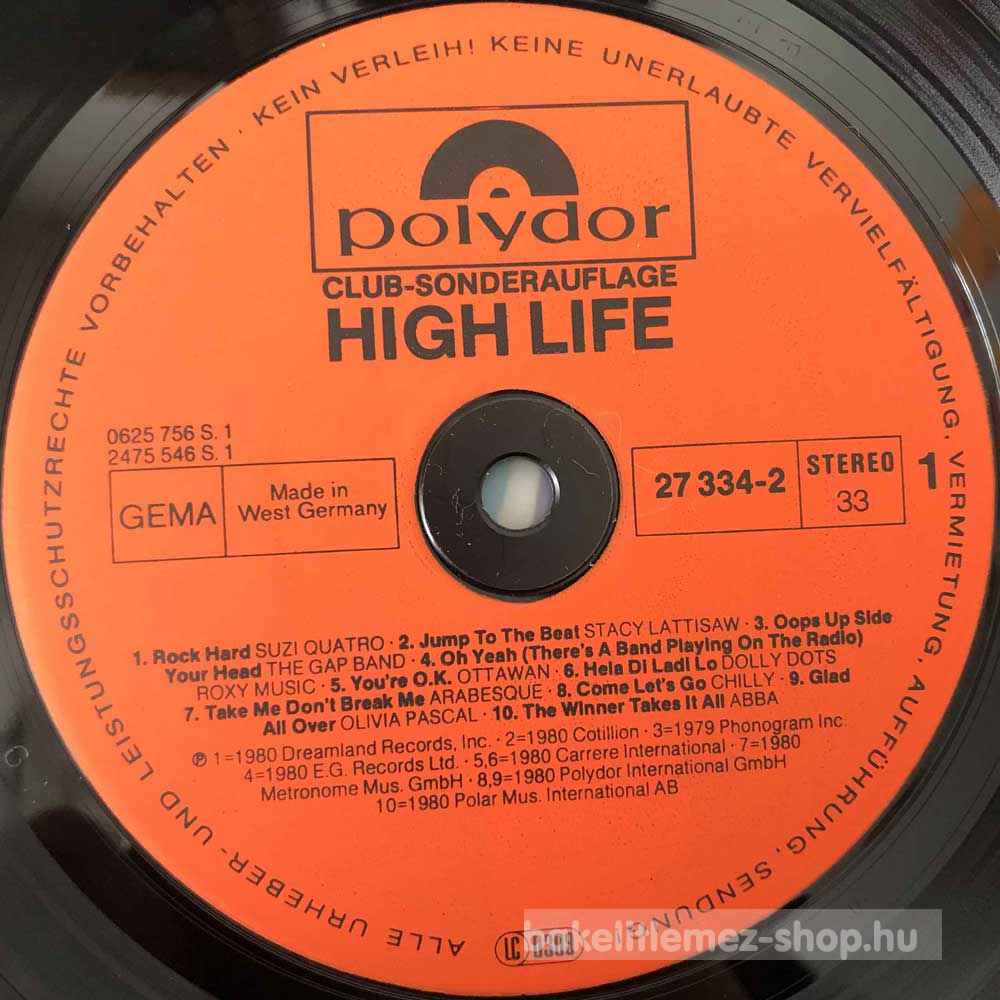 ALLE URHEBER- UND LEISTUNGSSCHUTZRECHTE VORBEHALTEN · KEIN VERLEIH! KEINE UNERLAUBTE VERVIELFÄLTIGUNG, VERMIETUNG, AUFFÜHRUNG, SENDUNG!
polydor
CLUB-SONDERAUFLAGE
HIGH LIFE
0625 756 S. 1
2475 546 S. 1
GEMA
Made in
West Germany
27 334-2
STEREO
33
1
1. Rock Hard SUZI QUATRO · 2. Jump To The Beat STACY LATTISAW · 3. Oops Up Side
Your Head THE GAP BAND · 4. Oh Yeah (There's A Band Playing On The Radio)
ROXY MUSIC · 5. You're O.K. OTTAWAN · 6. Hela Di Ladi Lo DOLLY DOTS
7. Take Me Don't Break Me ARABESQUE · 8. Come Let's Go CHILLY · 9. Glad
All Over OLIVIA PASCAL · 10. The Winner Takes It All ABBA
℗ 1=1980 Dreamland Records, Inc. · 2=1980 Cotillion · 3=1979 Phonogram Inc.
4=1980 E.G. Records Ltd. · 5,6=1980 Carrere International · 7=1980
Metronome Mus. GmbH · 8,9=1980 Polydor International GmbH
10=1980 Polar Mus. International AB
LC
bakelitlemez-shop.hu